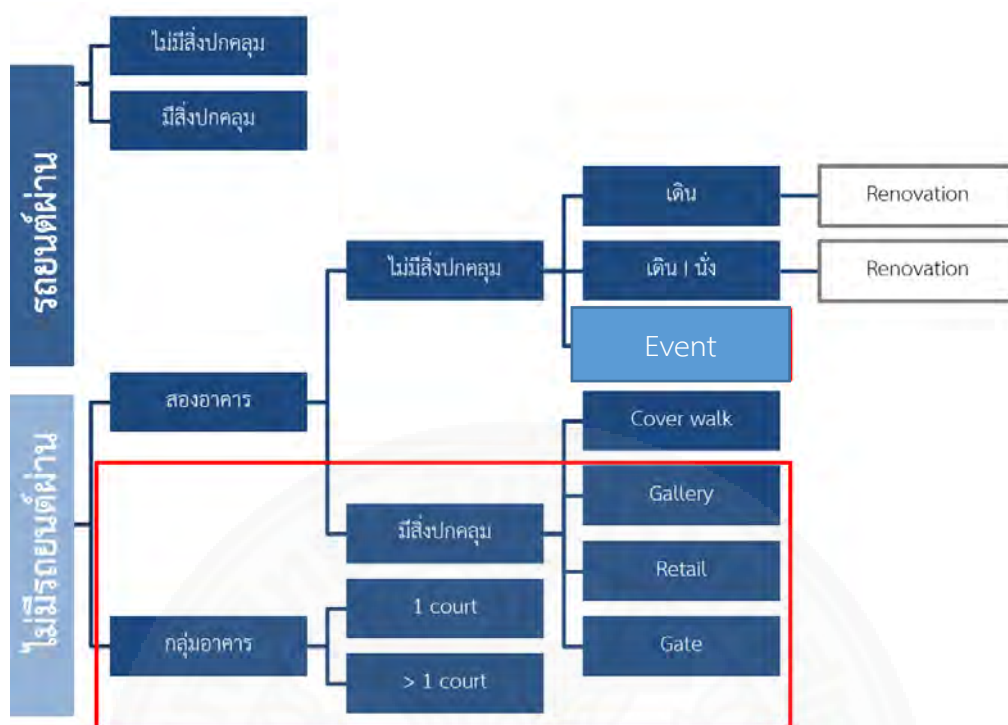 รถยนต์ผ่าน
ไม่มีสิ่งปกคลุม
มีสิ่งปกคลุม
ไม่มีรถยนต์ผ่าน
สองอาคาร
ไม่มีสิ่งปกคลุม
เดิน
Renovation
เดิน | นั่ง
Renovation
Event
มีสิ่งปกคลุม
Cover walk
Gallery
Retail
Gate
กลุ่มอาคาร
1 court
> 1 court